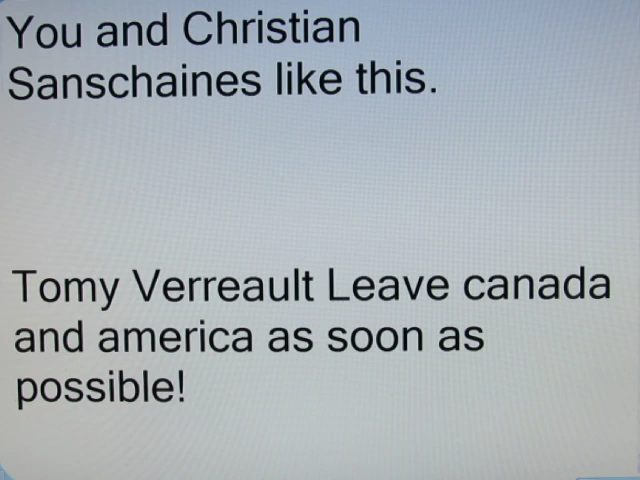 You and Christian
Sanschaines like this.
Tomy Verreault Leave canada
and america as soon as
possible!